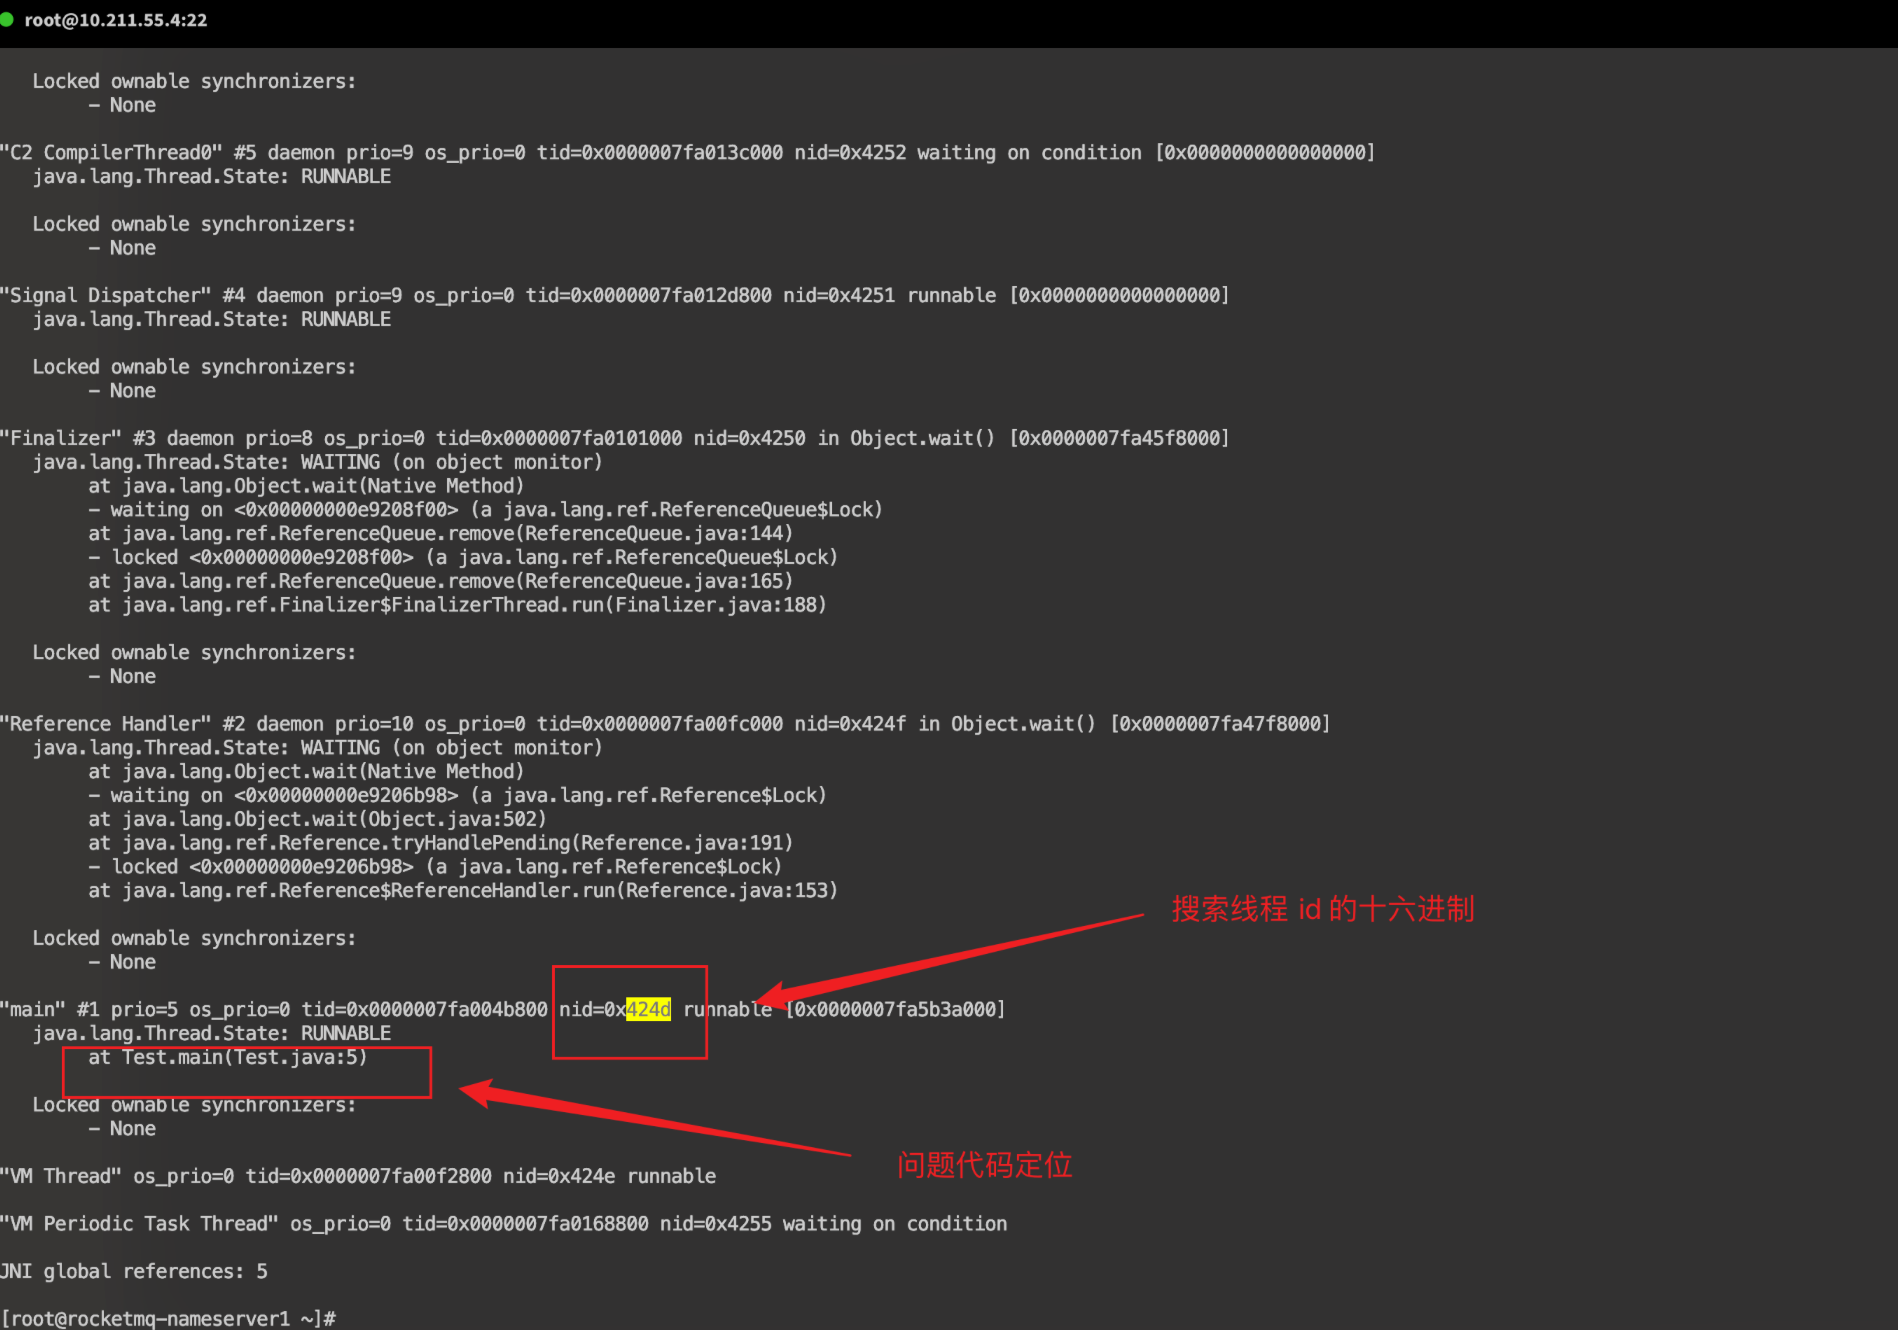 root@10.211.55.4:22
Locked ownable synchronizers:
- None
"C2 CompilerThread0" #5 daemon prio=9 os_prio=0 tid=0x0000007fa013c000 nid=0x4252 waiting on condition [0x0000000000000000]
java.lang.Thread.State: RUNNABLE
Locked ownable synchronizers:
- None
"Signal Dispatcher" #4 daemon prio=9 os_prio=0 tid=0x0000007fa012d800 nid=0x4251 runnable [0x0000000000000000]
java.lang.Thread.State: RUNNABLE
Locked ownable synchronizers:
- None
"Finalizer" #3 daemon prio=8 os_prio=0 tid=0x0000007fa0101000 nid=0x4250 in Object.wait() [0x0000007fa45f8000]
java.lang.Thread.State: WAITING (on object monitor)
at java.lang.Object.wait(Native Method)
- waiting on <0x00000000e9208f00> (a java.lang.ref.ReferenceQueue$Lock)
at java.lang.ref.ReferenceQueue.remove(ReferenceQueue.java:144)
- locked <0x00000000e9208f00> (a java.lang.ref.ReferenceQueue$Lock)
at java.lang.ref.ReferenceQueue.remove(ReferenceQueue.java:165)
at java.lang.ref.Finalizer$FinalizerThread.run(Finalizer.java:188)
Locked ownable synchronizers:
- None
"Reference Handler" #2 daemon prio=10 os_prio=0 tid=0x0000007fa00fc000 nid=0x424f in Object.wait() [0x0000007fa47f8000]
java.lang.Thread.State: WAITING (on object monitor)
at java.lang.Object.wait(Native Method)
- waiting on <0x00000000e9206b98> (a java.lang.ref.Reference$Lock)
at java.lang.Object.wait(Object.java:502)
at java.lang.ref.Reference.tryHandlePending(Reference.java:191)
- locked <0x00000000e9206b98> (a java.lang.ref.Reference$Lock)
at java.lang.ref.Reference$ReferenceHandler.run(Reference.java:153)
搜索线程 id 的十六进制
Locked ownable synchronizers:
- None
"main" #1 prio=5 os_prio=0 tid=0x0000007fa004b800 nid=0x424d runnable [0x0000007fa5b3a000]
java.lang.Thread.State: RUNNABLE
at Test.main(Test.java:5)
Locked ownable synchronizers:
- None
问题代码定位
"VM Thread" os_prio=0 tid=0x0000007fa00f2800 nid=0x424e runnable
"VM Periodic Task Thread" os_prio=0 tid=0x0000007fa0168800 nid=0x4255 waiting on condition
JNI global references: 5
[root@rocketmq-nameserver1 ~]#